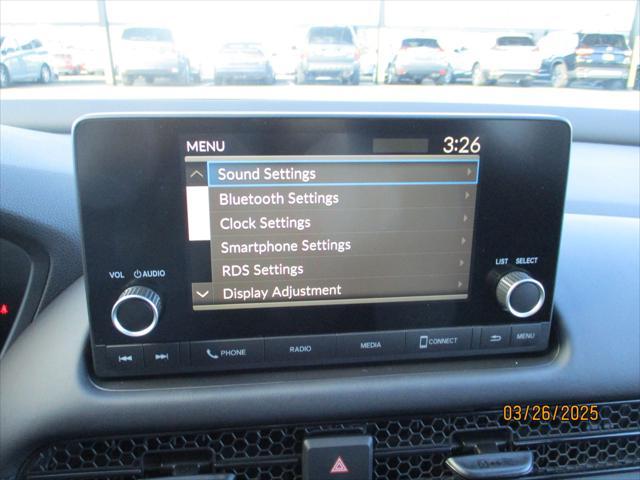 MENU 3:26
Sound Settings
Bluetooth Settings
Clock Settings
Smartphone Settings
RDS Settings
Display Adjustment
VOL AUDIO
LIST SELECT
PHONE RADIO MEDIA CONNECT MENU
03/26/2025